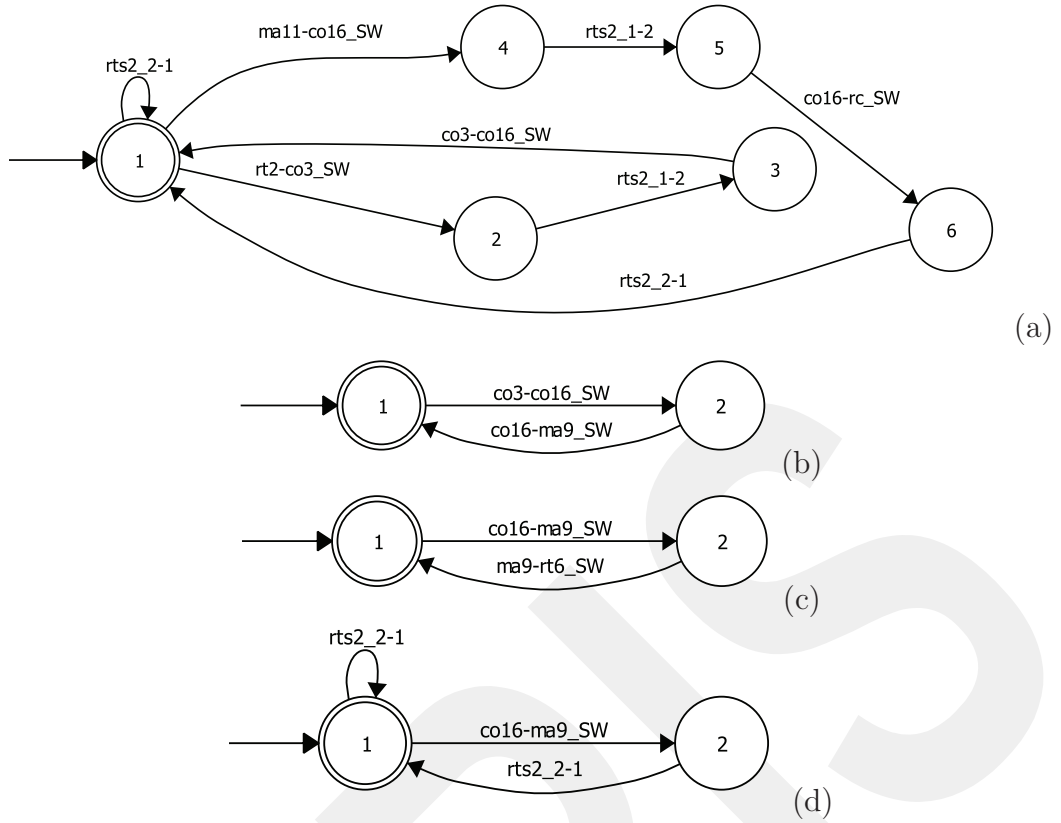 ma11-co16_SW
4
rts2_1-2
5
rts2_2-1
co16-rc_SW
1
co3-co16_SW
rt2-co3_SW
rts2_1-2
3
2
6
rts2_2-1
(a)
1
co3-co16_SW
2
co16-ma9_SW
(b)
1
co16-ma9_SW
2
ma9-rt6_SW
(c)
rts2_2-1
1
co16-ma9_SW
2
rts2_2-1
(d)